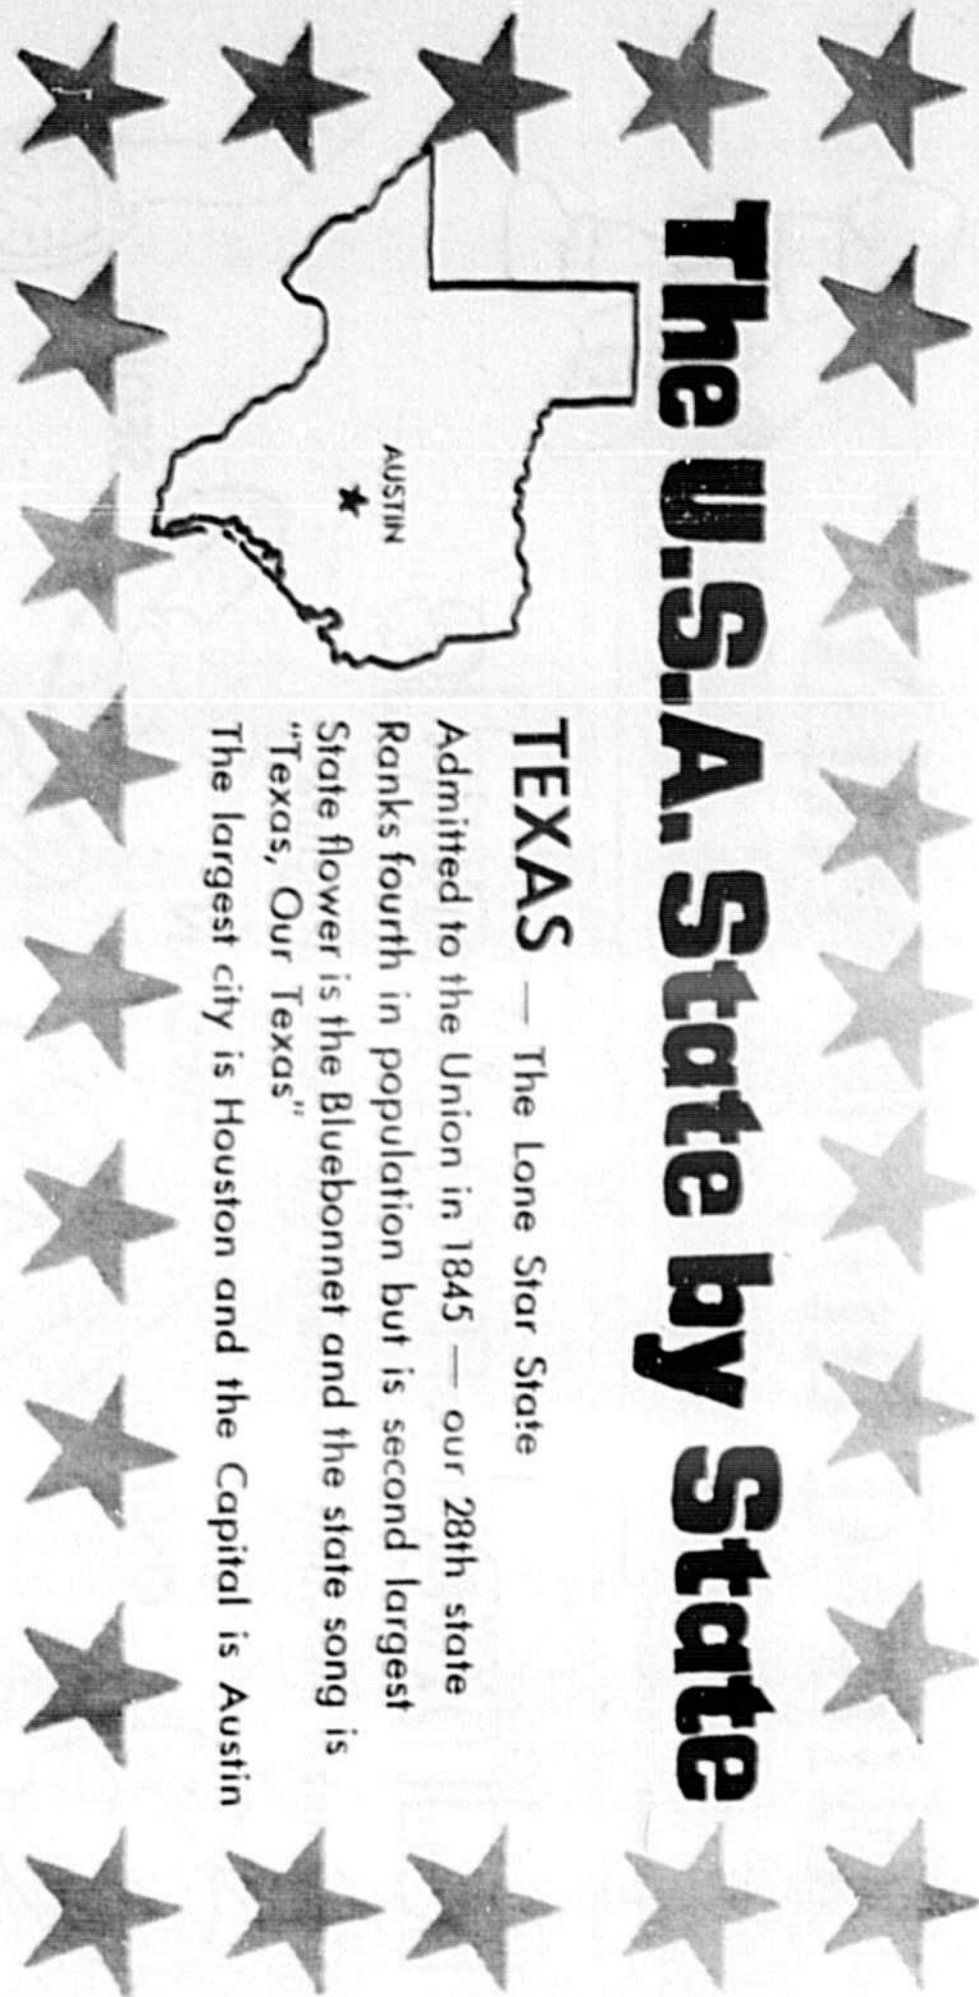 The U.S.A. State by State
AUSTIN
TEXAS — The Lone Star State
Admitted to the Union in 1845 — our 28th state
Ranks fourth in population but is second largest
State flower is the Bluebonnet and the state song is
"Texas, Our Texas"
The largest city is Houston and the Capital is Austin